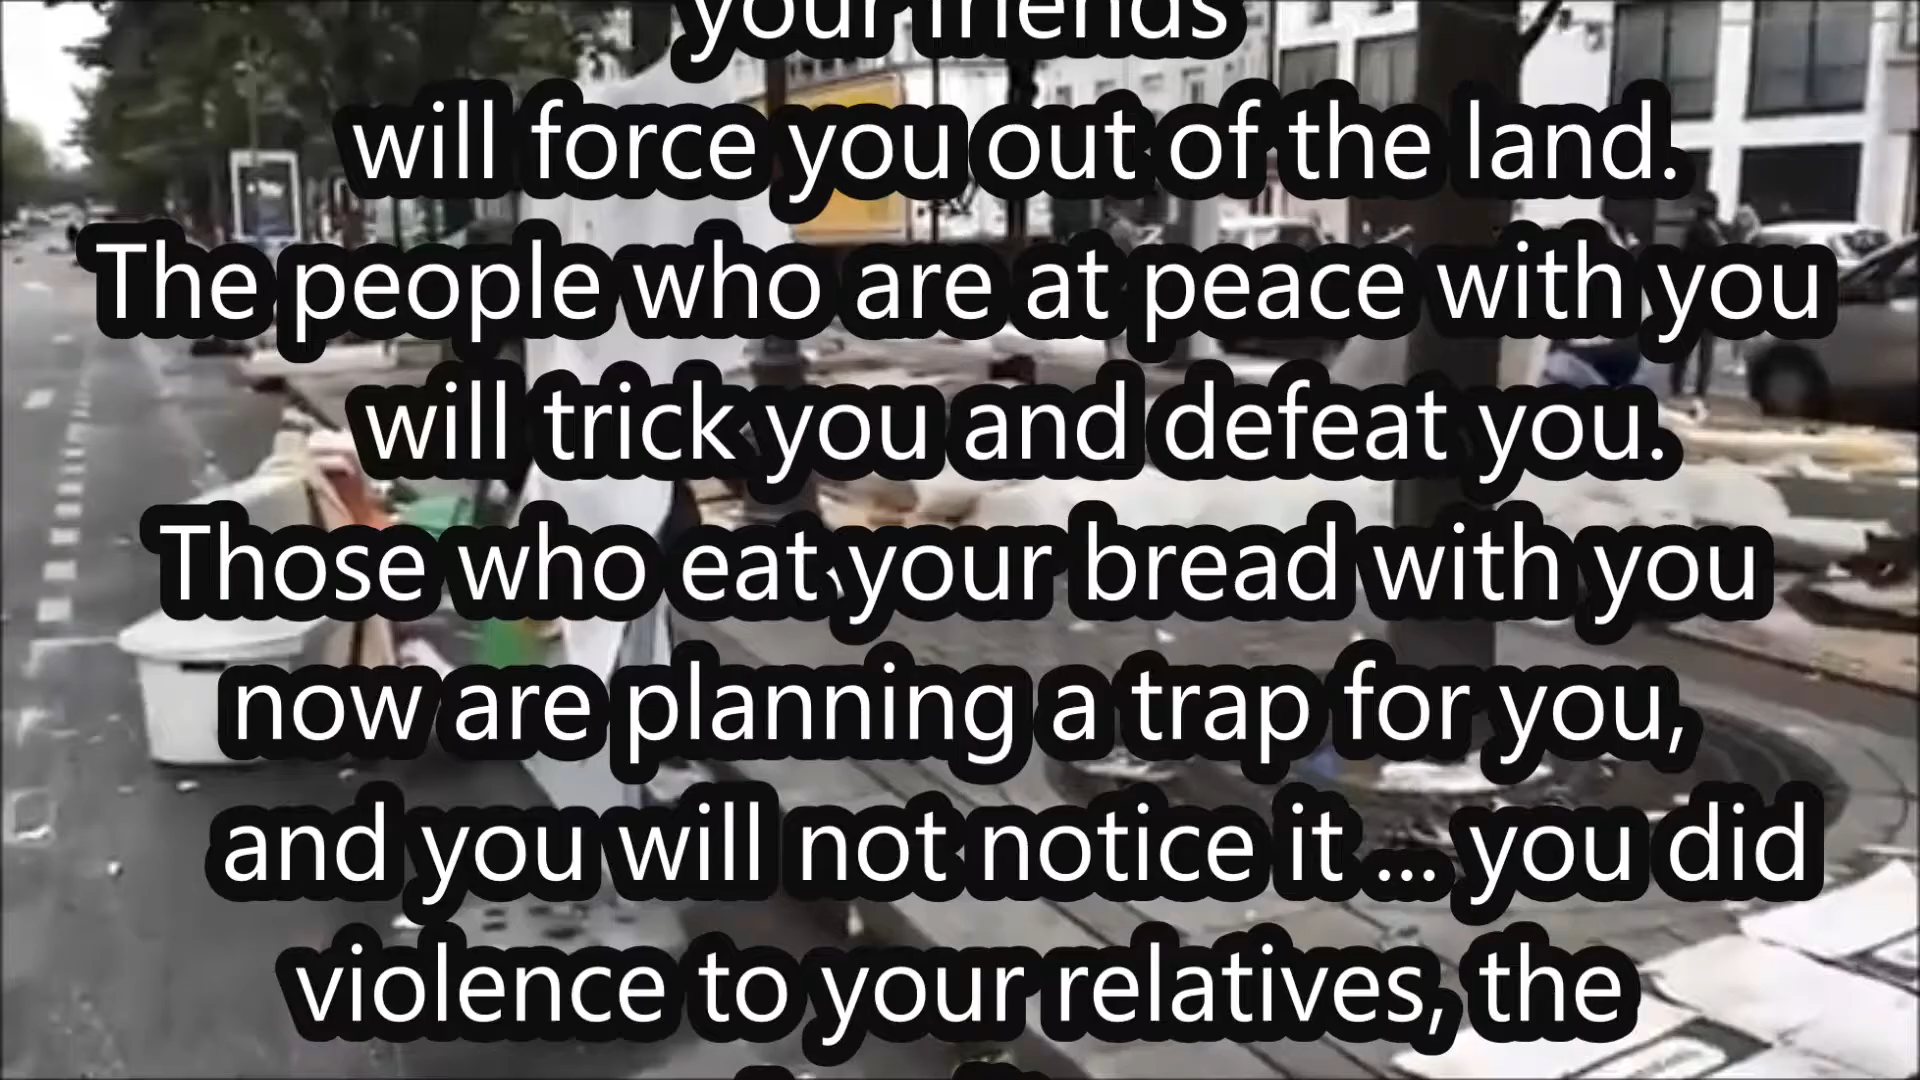 your friends
will force you out of the land.
The people who are at peace with you
will trick you and defeat you.
Those who eat your bread with you
now are planning a trap for you,
and you will not notice it ... you did
violence to your relatives, the